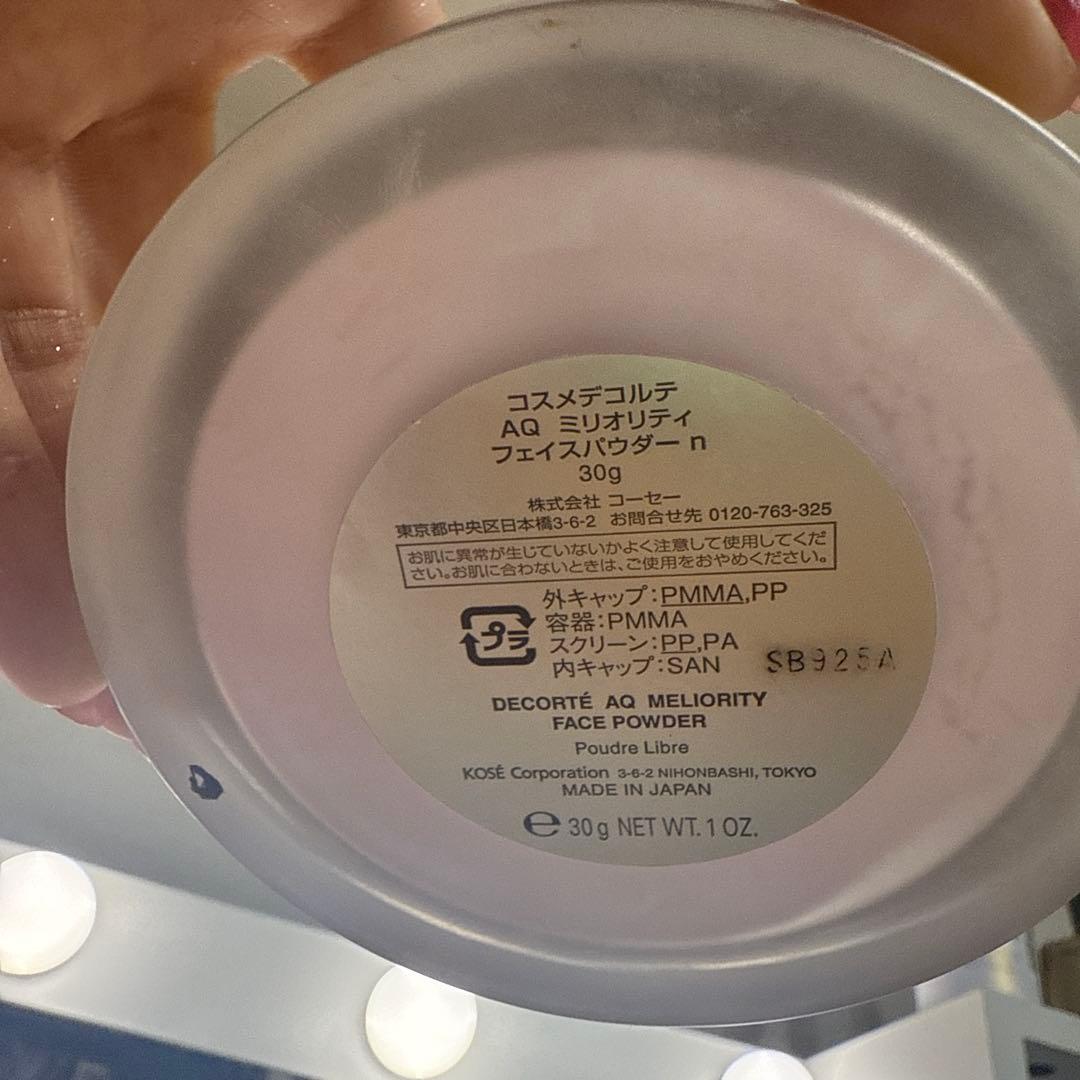 コスメデコルテ
AQ ミリオリティ
フェイスパウダー n
30g
株式会社 コーセー
東京都中央区日本橋3-6-2 お問合せ先 0120-763-325
お肌に異常が生じていないかよく注意して使用してくだ
さい。お肌に合わないときは、ご使用をおやめください。
プラ
外キャップ:PMMA,PP
容器:PMMA
スクリーン:PP,PA
内キャップ:SAN
SB925A
DECORTÉ AQ MELIORITY
FACE POWDER
Poudre Libre
KOSÉ Corporation 3-6-2 NIHONBASHI, TOKYO
MADE IN JAPAN
℮ 30g NET WT. 1 OZ.